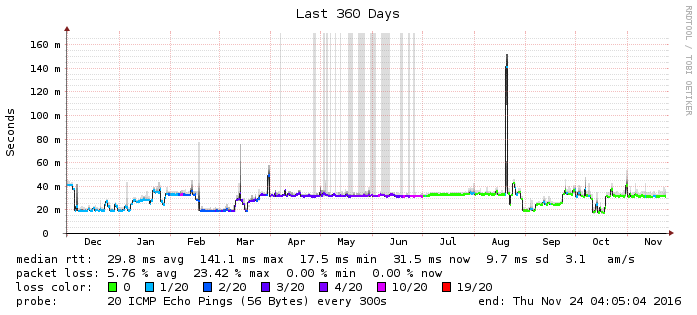 Last 360 Days
RRDTOOL / TOBI OETIKER
Seconds
160 m
140 m
120 m
100 m
80 m
60 m
40 m
20 m
0
Dec Jan Feb Mar Apr May Jun Jul Aug Sep Oct Nov
median rtt: 29.8 ms avg 141.1 ms max 17.5 ms min 31.5 ms now 9.7 ms sd 3.1 am/s
packet loss: 5.76 % avg 23.42 % max 0.00 % min 0.00 % now
loss color: 0 1/20 2/20 3/20 4/20 10/20 19/20
probe: 20 ICMP Echo Pings (56 Bytes) every 300s end: Thu Nov 24 04:05:04 2016